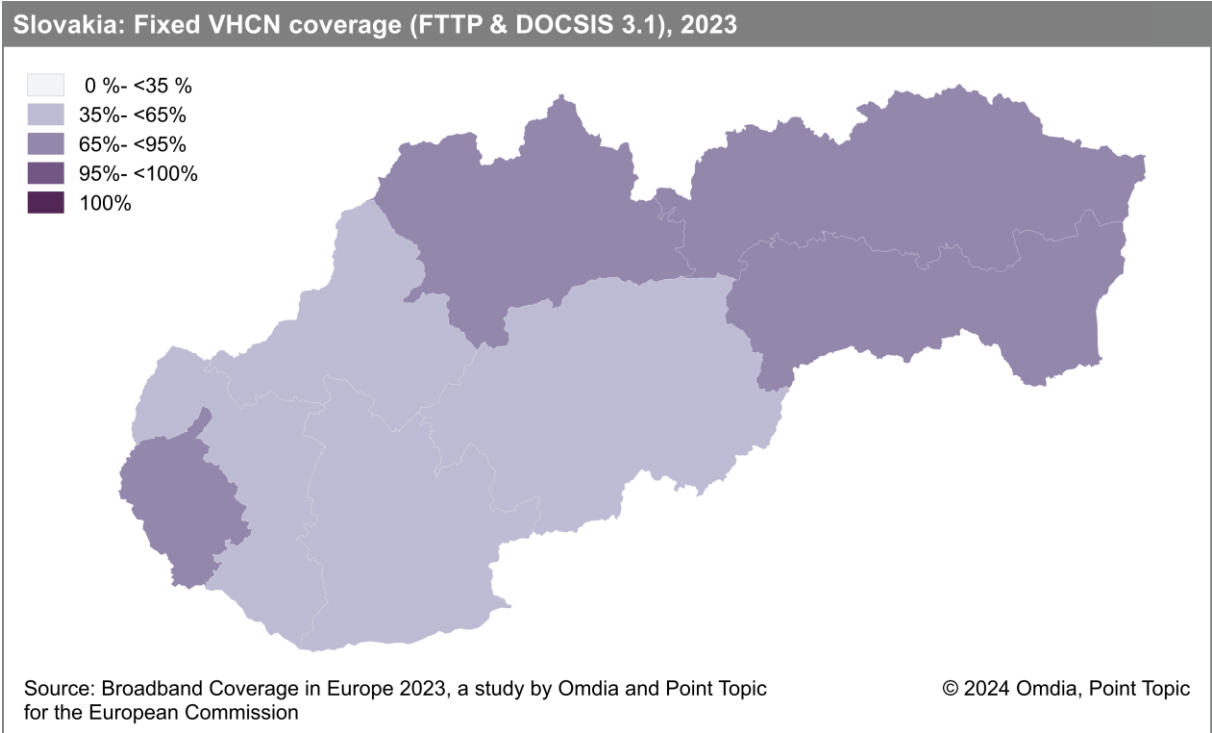 Slovakia: Fixed VHCN coverage (FTTP & DOCSIS 3.1), 2023
0 %- <35 %
35%- <65%
65%- <95%
95%- <100%
100%
Source: Broadband Coverage in Europe 2023, a study by Omdia and Point Topic
for the European Commission
© 2024 Omdia, Point Topic